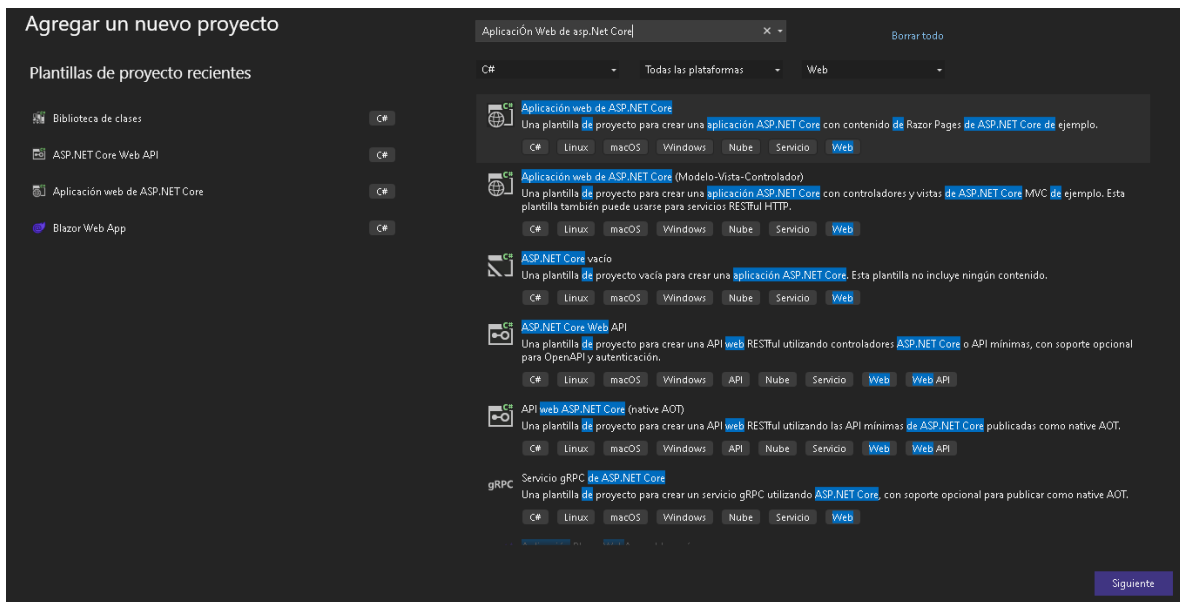 Agregar un nuevo proyecto
AplicaciÓn Web de asp.Net Core
Borrar todo
Plantillas de proyecto recientes
C#
Todas las plataformas
Web
Biblioteca de clases
C#
ASP.NET Core Web API
C#
Aplicación web de ASP.NET Core
C#
Blazor Web App
C#
C#
Aplicación web de ASP.NET Core
Una plantilla de proyecto para crear una aplicación ASP.NET Core con contenido de Razor Pages de ASP.NET Core de ejemplo.
C# Linux macOS Windows Nube Servicio Web
C#
Aplicación web de ASP.NET Core (Modelo-Vista-Controlador)
Una plantilla de proyecto para crear una aplicación ASP.NET Core con controladores y vistas de ASP.NET Core MVC de ejemplo. Esta
plantilla también puede usarse para servicios RESTful HTTP.
C# Linux macOS Windows Nube Servicio Web
C#
ASP.NET Core vacío
Una plantilla de proyecto vacía para crear una aplicación ASP.NET Core. Esta plantilla no incluye ningún contenido.
C# Linux macOS Windows Nube Servicio Web
C#
ASP.NET Core Web API
Una plantilla de proyecto para crear una API web RESTful utilizando controladores ASP.NET Core o API mínimas, con soporte opcional
para OpenAPI y autenticación.
C# Linux macOS Windows API Nube Servicio Web Web API
C#
API web ASP.NET Core (native AOT)
Una plantilla de proyecto para crear una API web RESTful utilizando las API mínimas de ASP.NET Core publicadas como native AOT.
C# Linux macOS Windows API Nube Servicio Web Web API
gRPC
Servicio gRPC de ASP.NET Core
Una plantilla de proyecto para crear un servicio gRPC utilizando ASP.NET Core, con soporte opcional para publicar como native AOT.
C# Linux macOS Windows Nube Servicio Web
Siguiente